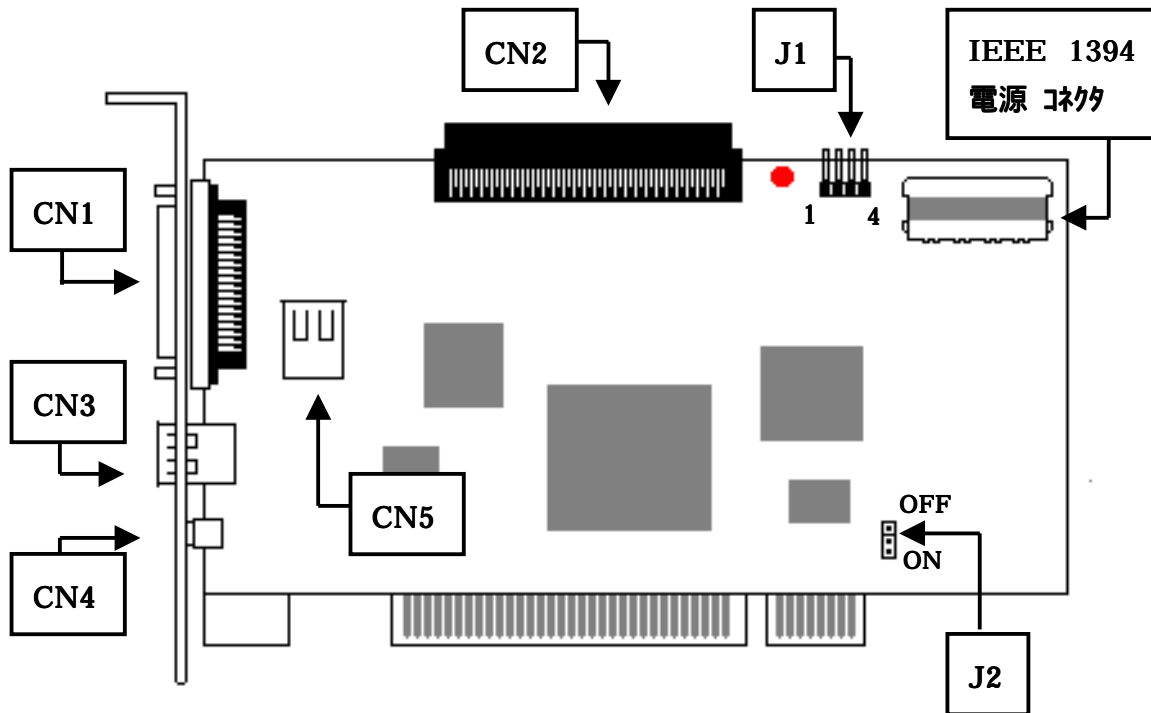 CN2
J1
IEEE 1394
電源 ｺﾈｸﾀ
CN1
1 4
CN3
CN5
OFF
ON
CN4
J2